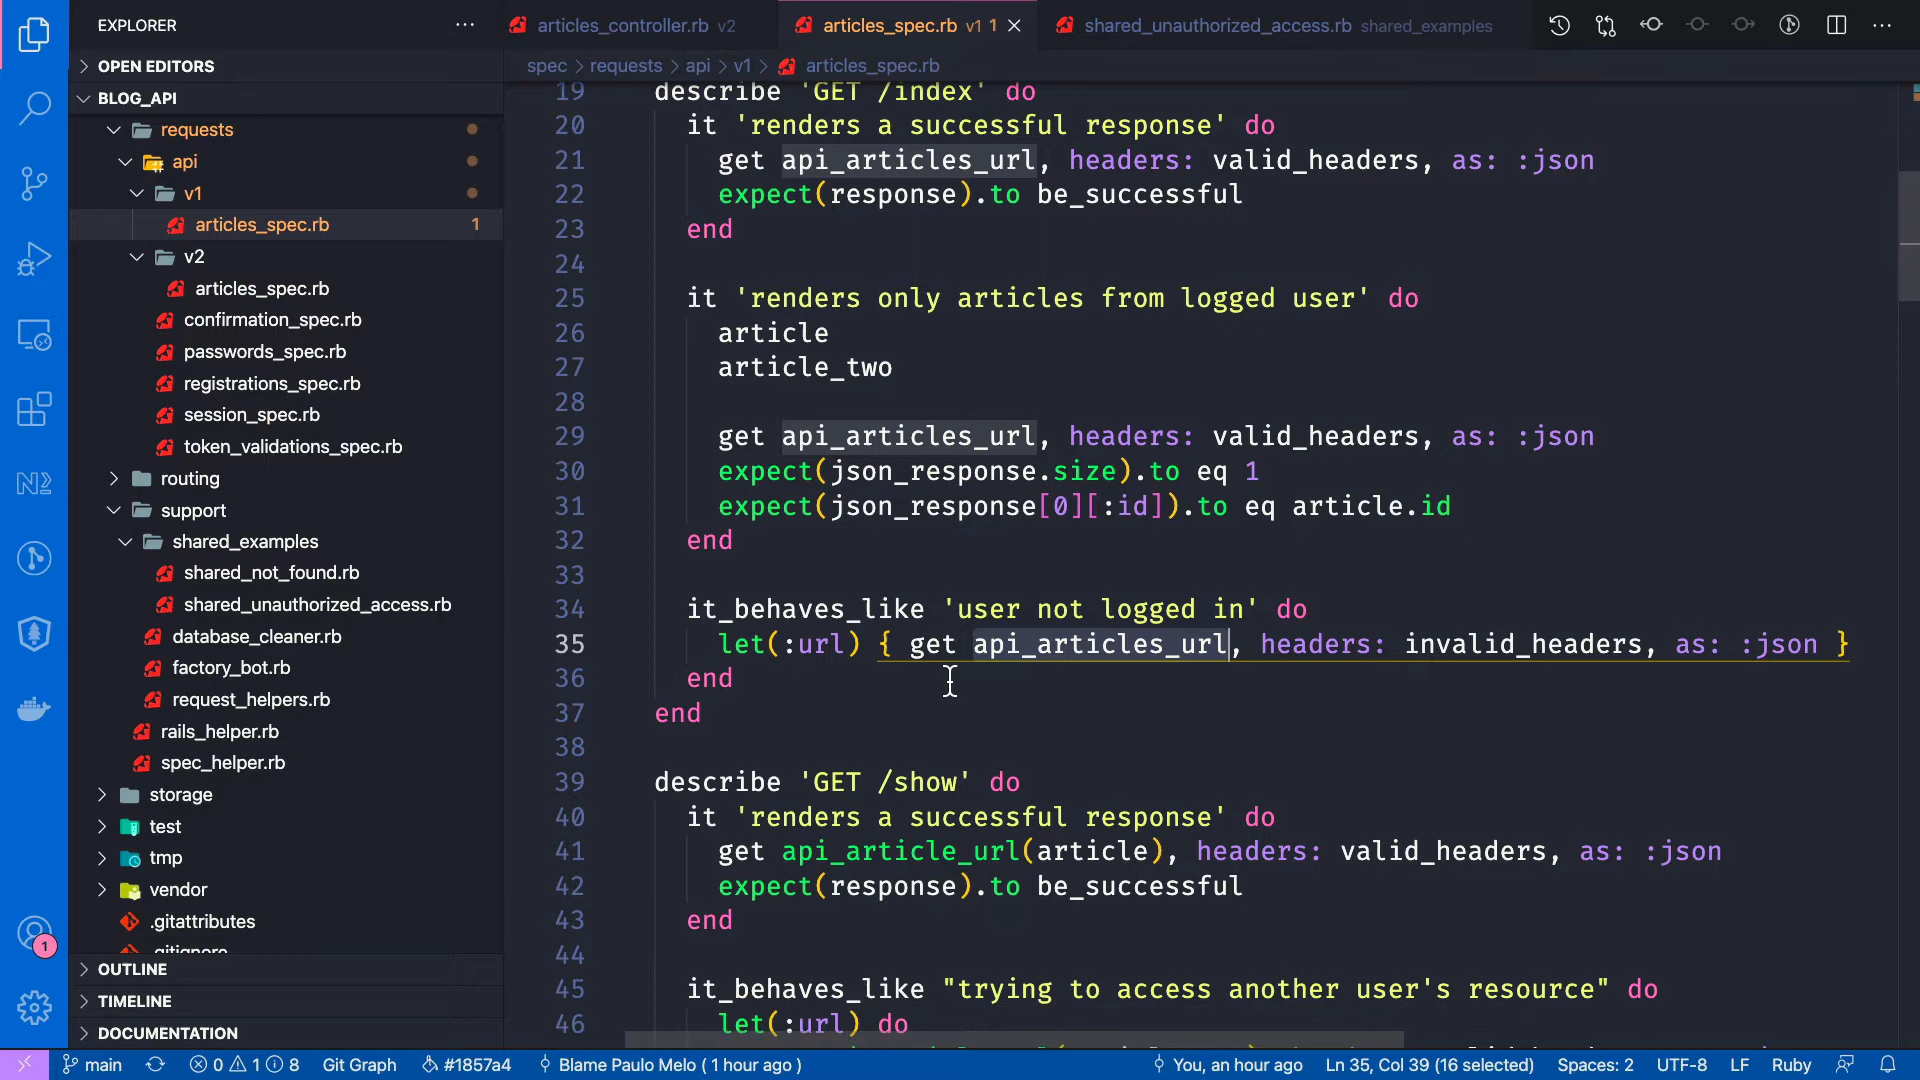 EXPLORER
OPEN EDITORS
BLOG_API
requests
api
v1
articles_spec.rb 1
v2
articles_spec.rb
confirmation_spec.rb
passwords_spec.rb
registrations_spec.rb
session_spec.rb
token_validations_spec.rb
routing
support
shared_examples
shared_not_found.rb
shared_unauthorized_access.rb
database_cleaner.rb
factory_bot.rb
request_helpers.rb
rails_helper.rb
spec_helper.rb
storage
test
tmp
vendor
.gitattributes
.gitignore
OUTLINE
TIMELINE
DOCUMENTATION
1
articles_controller.rb v2
articles_spec.rb v1 1
shared_unauthorized_access.rb shared_examples
spec > requests > api > v1 > articles_spec.rb
19 describe 'GET /index' do
20 it 'renders a successful response' do
21 get api_articles_url, headers: valid_headers, as: :json
22 expect(response).to be_successful
23 end
24
25 it 'renders only articles from logged user' do
26 article
27 article_two
28
29 get api_articles_url, headers: valid_headers, as: :json
30 expect(json_response.size).to eq 1
31 expect(json_response[0][:id]).to eq article.id
32 end
33
34 it_behaves_like 'user not logged in' do
35 let(:url) { get api_articles_url, headers: invalid_headers, as: :json }
36 end
37 end
38
39 describe 'GET /show' do
40 it 'renders a successful response' do
41 get api_article_url(article), headers: valid_headers, as: :json
42 expect(response).to be_successful
43 end
44
45 it_behaves_like "trying to access another user's resource" do
46 let(:url) do
main 0 1 8 Git Graph #1857a4 Blame Paulo Melo ( 1 hour ago ) You, an hour ago Ln 35, Col 39 (16 selected) Spaces: 2 UTF-8 LF Ruby